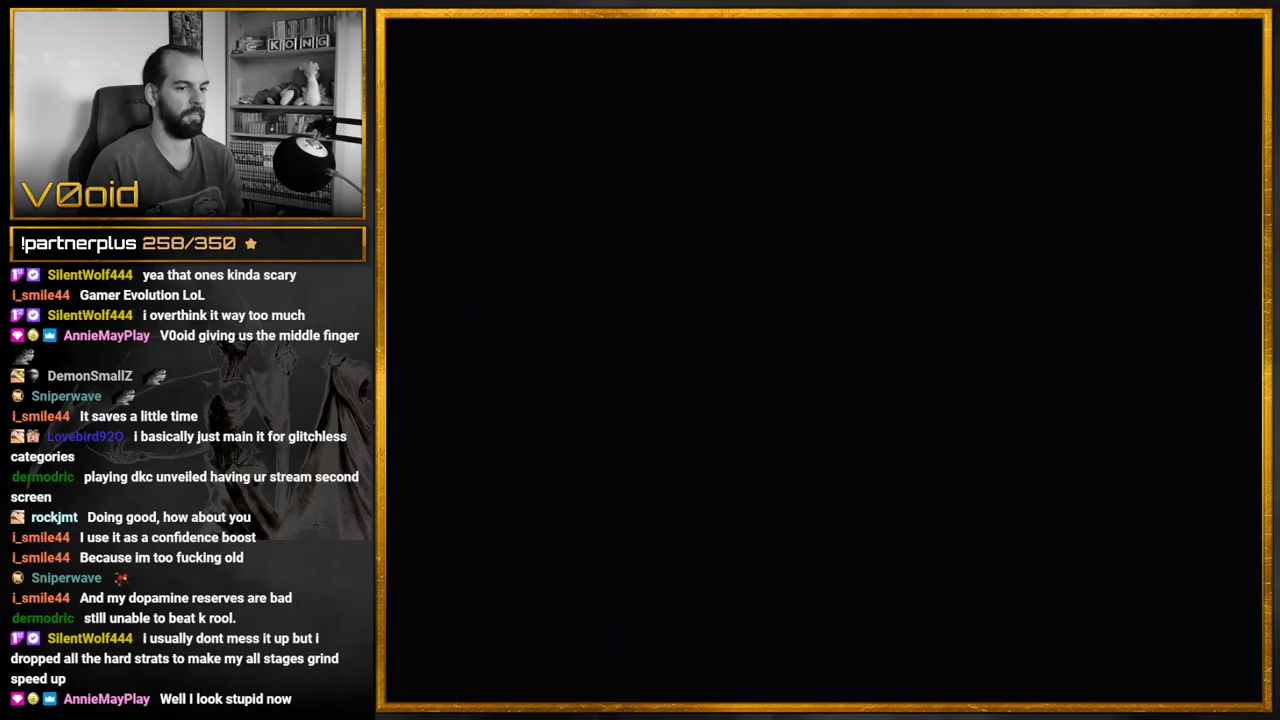 KONG
V0oid
!partnerplus 258/350
SilentWolf444 yea that ones kinda scary
i_smile44 Gamer Evolution LoL
SilentWolf444 i overthink it way too much
AnnieMayPlay V0oid giving us the middle finger
DemonSmallZ
Sniperwave
i_smile44 It saves a little time
Lovebird920 i basically just main it for glitchless
categories
dermodric playing dkc unveiled having ur stream second
screen
rockjmt Doing good, how about you
i_smile44 I use it as a confidence boost
i_smile44 Because im too fucking old
Sniperwave
i_smile44 And my dopamine reserves are bad
dermodric still unable to beat k rool.
SilentWolf444 i usually dont mess it up but i
dropped all the hard strats to make my all stages grind
speed up
AnnieMayPlay Well I look stupid now